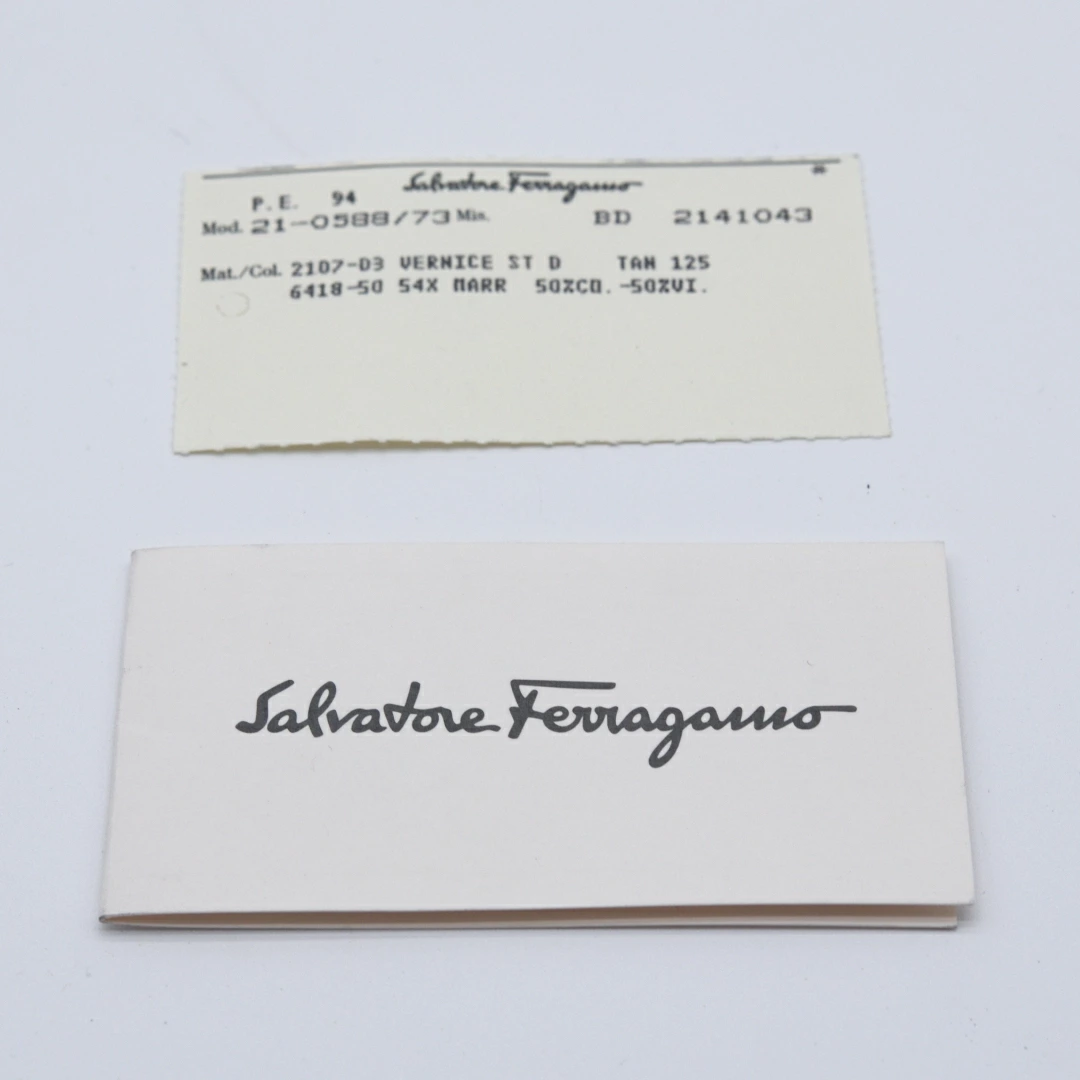 Salvatore Ferragamo
P. E. 94
Mod. 21-0588/73 Mis. BD 2141043
Mat./Col. 2107-03 VERNICE ST D TAN 125
6418-50 54X MARR 50%CO.-50%VI.
Salvatore Ferragamo